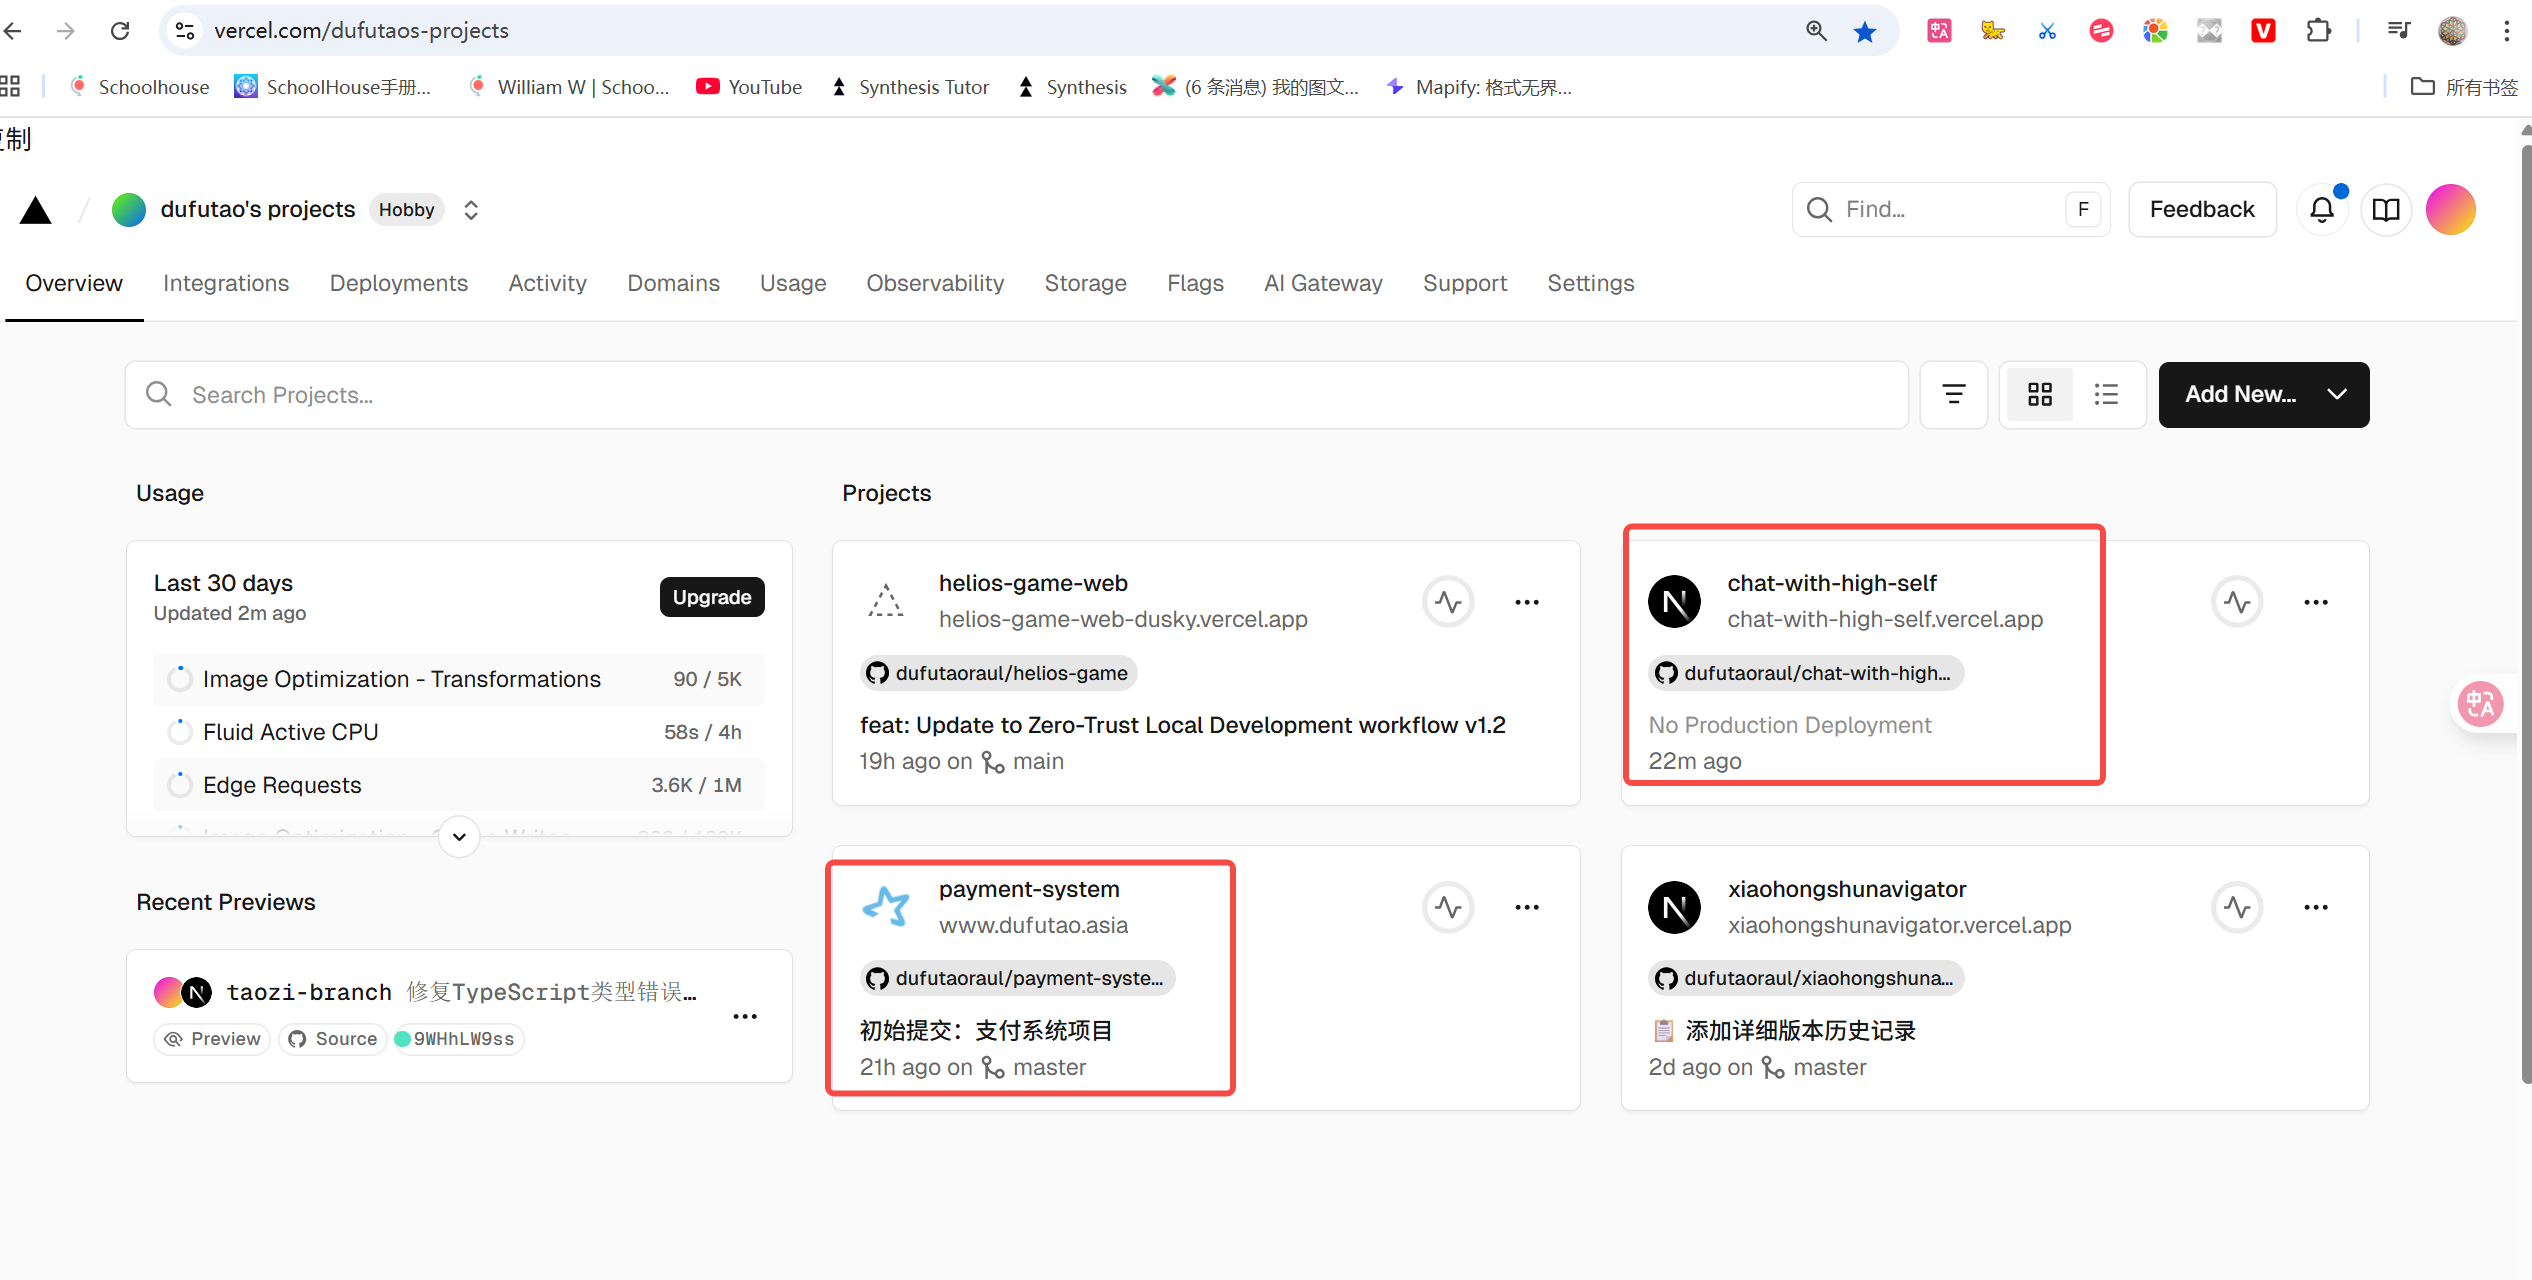 vercel.com/dufutaos-projects
Schoolhouse
SchoolHouse手册...
William W | Schoo...
YouTube
Synthesis Tutor
Synthesis
(6 条消息) 我的图文...
Mapify: 格式无界...
所有书签
复制
dufutao's projects
Hobby
Find...
F
Feedback
Overview
Integrations
Deployments
Activity
Domains
Usage
Observability
Storage
Flags
AI Gateway
Support
Settings
Search Projects...
Add New...
Usage
Last 30 days
Updated 2m ago
Upgrade
Image Optimization - Transformations 90 / 5K
Fluid Active CPU 58s / 4h
Edge Requests 3.6K / 1M
Recent Previews
taozi-branch 修复TypeScript类型错误...
Preview
Source
9WHhLW9ss
Projects
helios-game-web
helios-game-web-dusky.vercel.app
dufutaoraul/helios-game
feat: Update to Zero-Trust Local Development workflow v1.2
19h ago on main
chat-with-high-self
chat-with-high-self.vercel.app
dufutaoraul/chat-with-high...
No Production Deployment
22m ago
payment-system
www.dufutao.asia
dufutaoraul/payment-syste...
初始提交：支付系统项目
21h ago on master
xiaohongshunavigator
xiaohongshunavigator.vercel.app
dufutaoraul/xiaohongshuna...
添加详细版本历史记录
2d ago on master